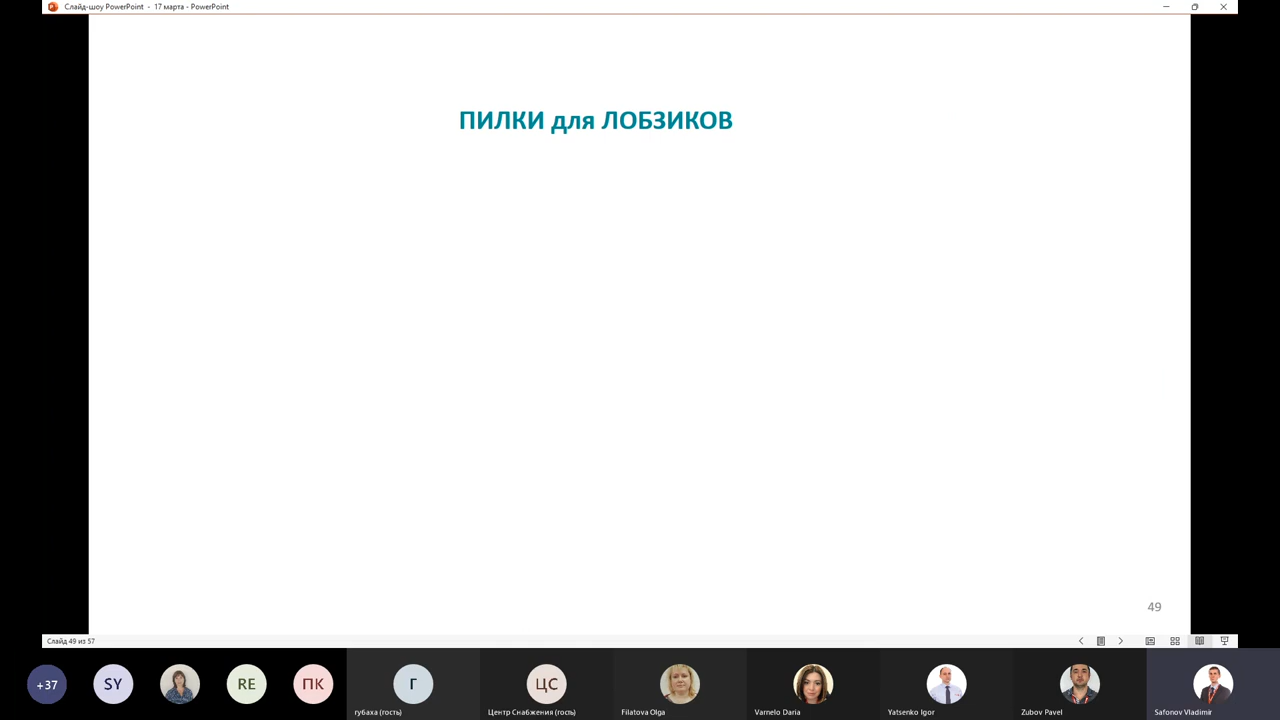 Слайд-шоу PowerPoint - 17 марта - PowerPoint
ПИЛКИ для ЛОБЗИКОВ
49
Слайд 49 из 57
+37
SY
RE
ПК
Г
губаха (гость)
ЦС
Центр Снабжения (гость)
Filatova Olga
Varnelo Daria
Yatsenko Igor
Zubov Pavel
Safonov Vladimir